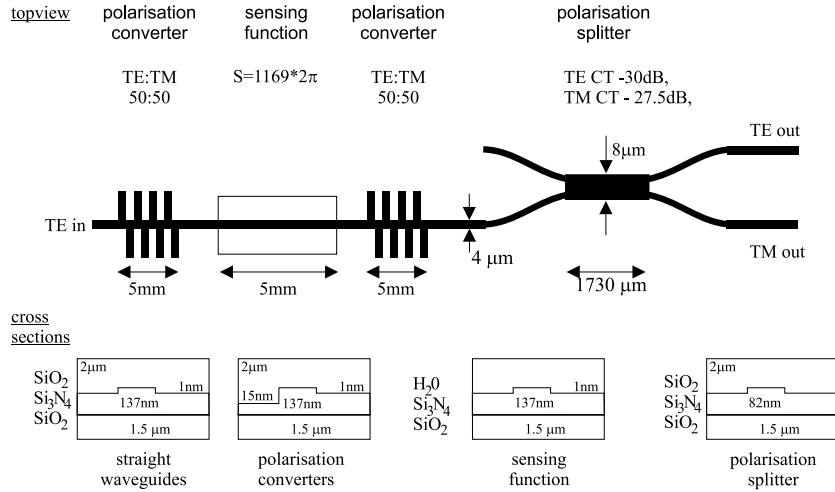 topview
polarisation converter
sensing function
polarisation converter
polarisation splitter
TE:TM 50:50
S=1169*2π
TE:TM 50:50
TE CT -30dB,
TM CT - 27.5dB,
TE out
8μm
TE in
4 μm
TM out
5mm
5mm
5mm
1730 μm
cross sections
SiO2
Si3N4
SiO2
2μm
1nm
137nm
1.5 μm
straight waveguides
2μm
15nm
1nm
137nm
1.5 μm
polarisation converters
H20
Si3N4
SiO2
137nm
1.5 μm
sensing function
SiO2
Si3N4
SiO2
2μm
82nm
1.5 μm
polarisation splitter